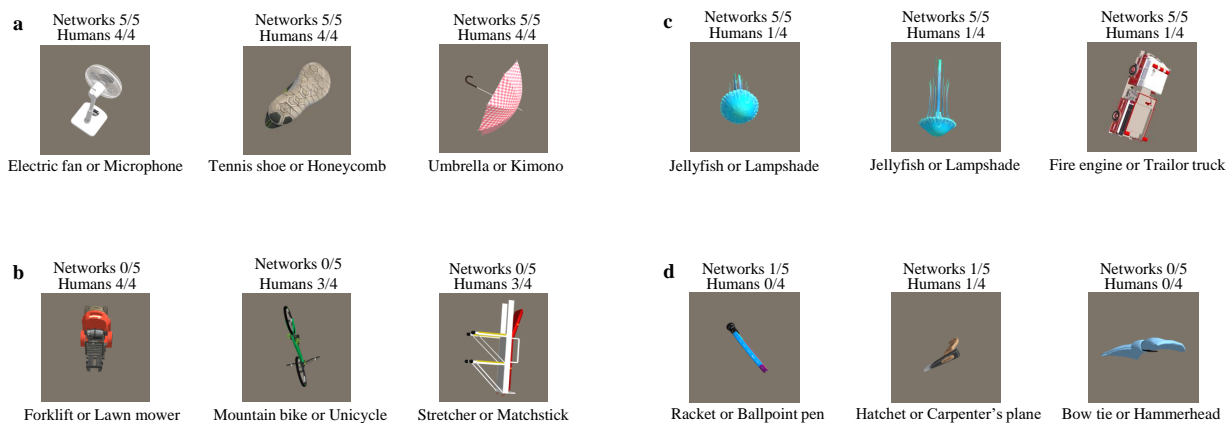 a
Networks 5/5
Humans 4/4
Electric fan or Microphone
Networks 5/5
Humans 4/4
Tennis shoe or Honeycomb
Networks 5/5
Humans 4/4
Umbrella or Kimono
c
Networks 5/5
Humans 1/4
Jellyfish or Lampshade
Networks 5/5
Humans 1/4
Jellyfish or Lampshade
Networks 5/5
Humans 1/4
Fire engine or Trailor truck
b
Networks 0/5
Humans 4/4
Forklift or Lawn mower
Networks 0/5
Humans 3/4
Mountain bike or Unicycle
Networks 0/5
Humans 3/4
Stretcher or Matchstick
d
Networks 1/5
Humans 0/4
Racket or Ballpoint pen
Networks 1/5
Humans 1/4
Hatchet or Carpenter's plane
Networks 0/5
Humans 0/4
Bow tie or Hammerhead